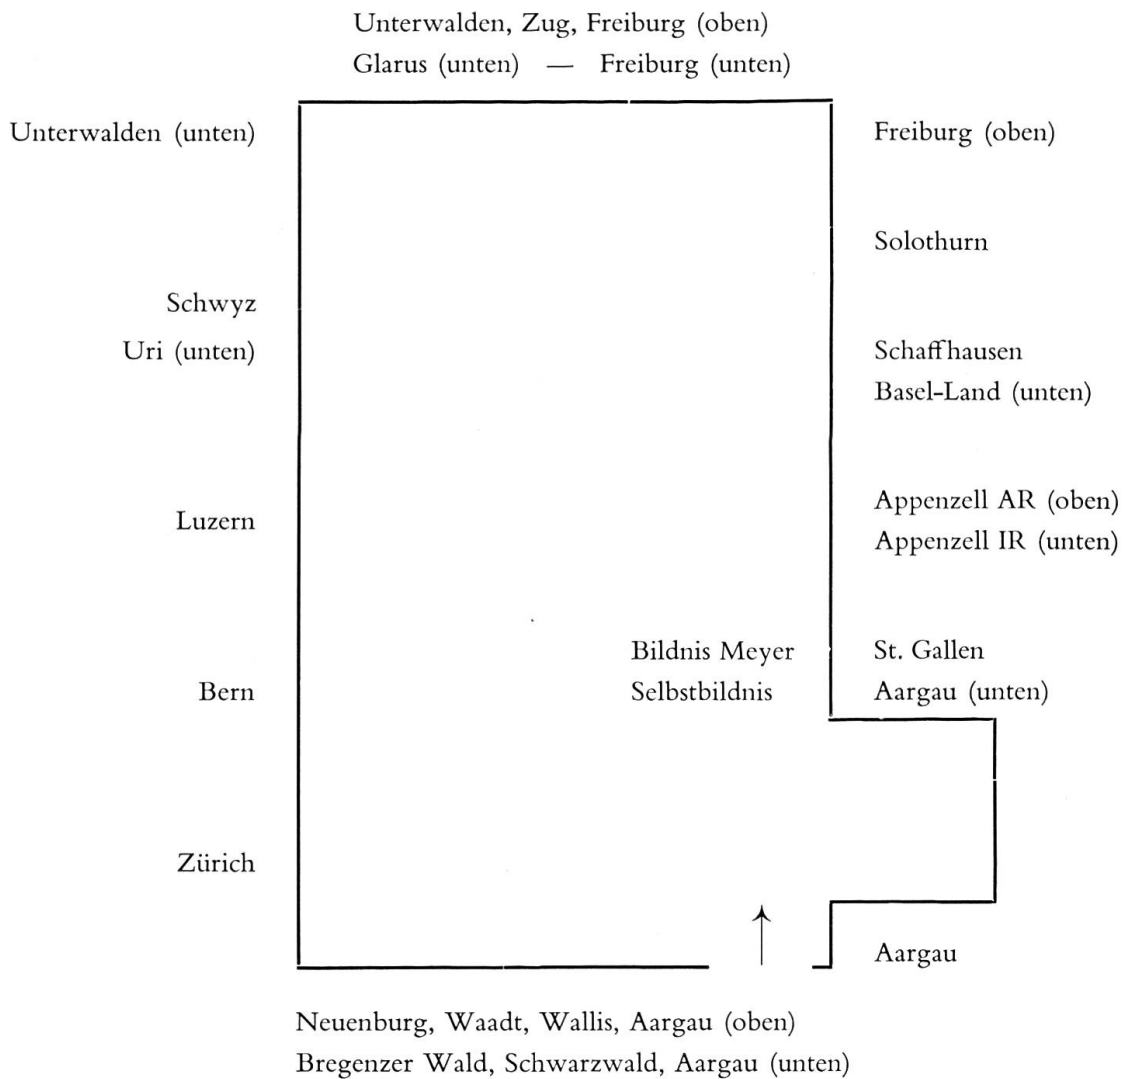 Unterwalden, Zug, Freiburg (oben)
Glarus (unten) — Freiburg (unten)
Unterwalden (unten)
Freiburg (oben)
Solothurn
Schwyz
Uri (unten)
Schaffhausen
Basel-Land (unten)
Luzern
Appenzell AR (oben)
Appenzell IR (unten)
Bildnis Meyer
Selbstbildnis
St. Gallen
Aargau (unten)
Bern
Zürich
Aargau
Neuenburg, Waadt, Wallis, Aargau (oben)
Bregenzer Wald, Schwarzwald, Aargau (unten)